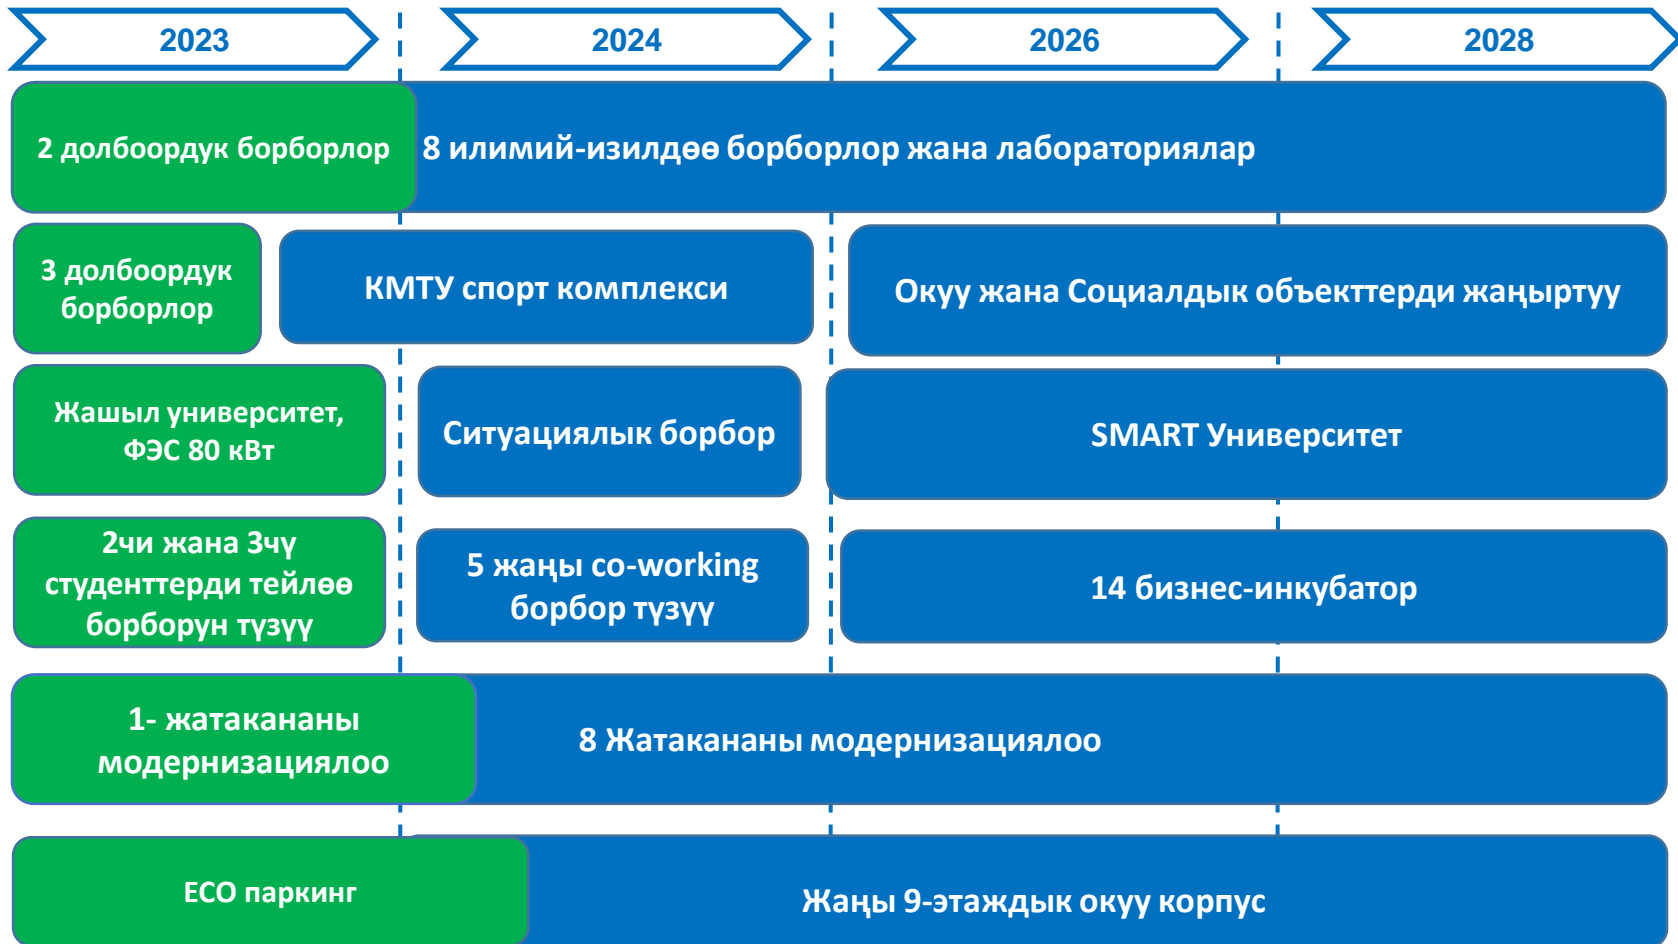 2023
2024
2026
2028
2 долбоордук борборлор
8 илимий-изилдөө борборлор жана лабораториялар
3 долбоордук
борборлор
КМТУ спорт комплекси
Окуу жана Социалдык объекттерди жаңыртуу
Жашыл университет,
ФЭС 80 кВт
Ситуациялык борбор
SMART Университет
2чи жана 3чү
студенттерди тейлөө
борборун түзүү
5 жаңы co-working
борбор түзүү
14 бизнес-инкубатор
1- жатакананы
модернизациялоо
8 Жатакананы модернизациялоо
ECO паркинг
Жаңы 9-этаждык окуу корпус